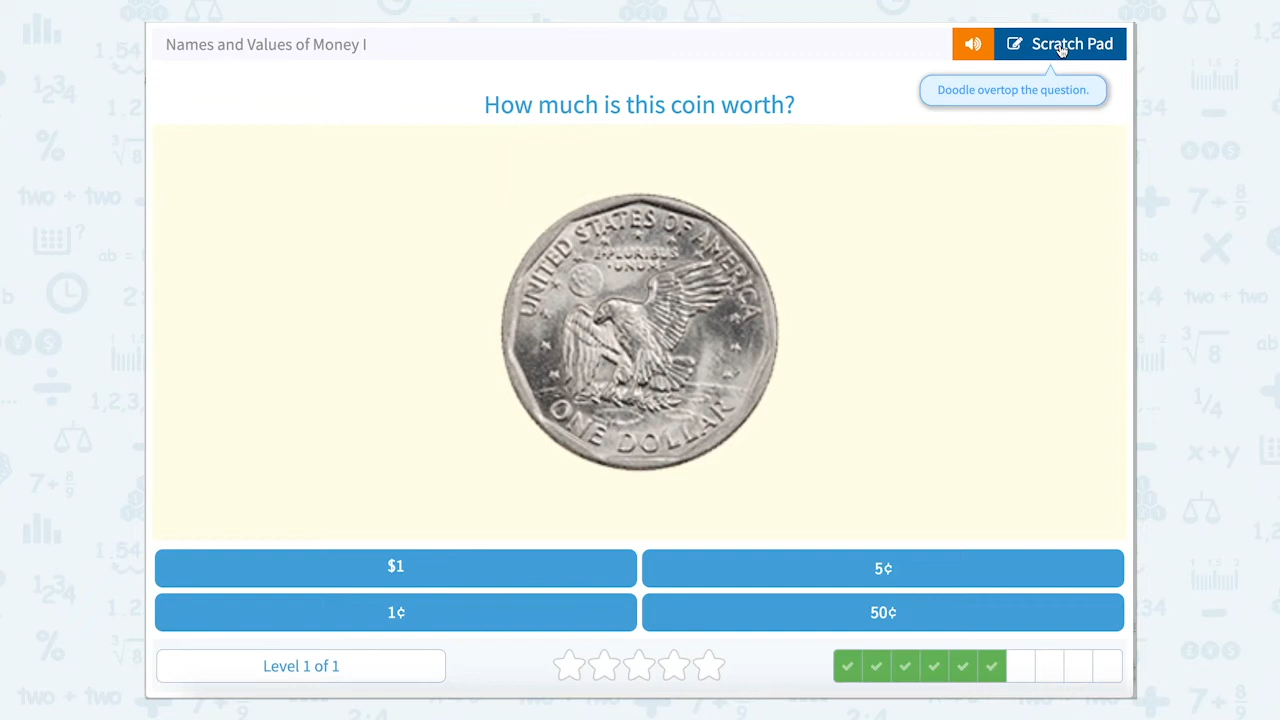 Names and Values of Money I
Scratch Pad
Doodle overtop the question.
How much is this coin worth?
UNITED STATES OF AMERICA
E PLURIBUS
UNUM
ONE DOLLAR
$1
5¢
1¢
50¢
Level 1 of 1